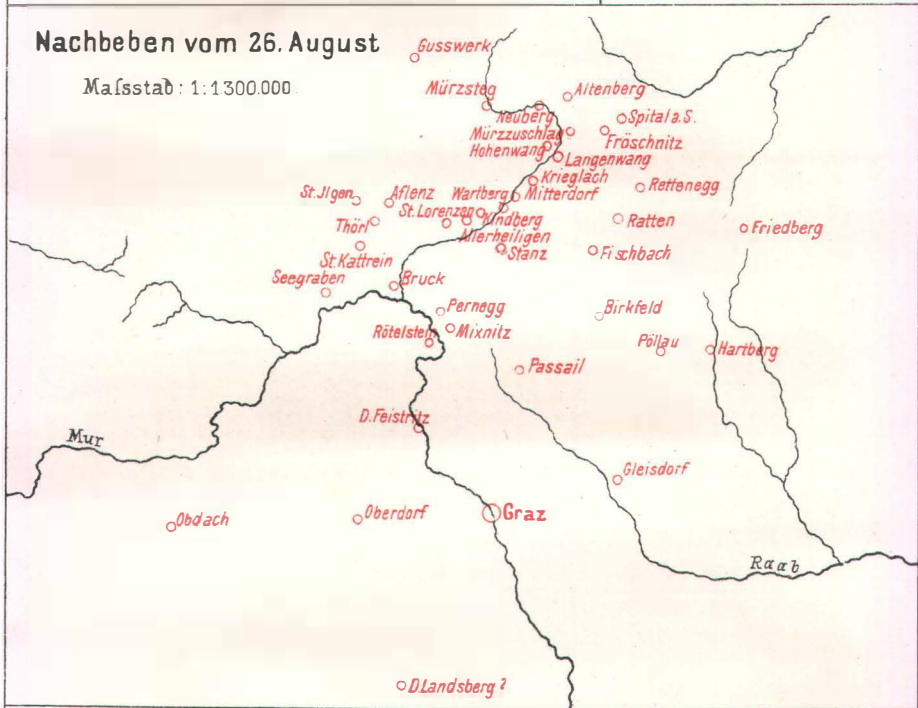 Nachbeben vom 26. August
Maſsstab: 1:1300.000
Gusswerk
Mürzsteg
Altenberg
Neuberg
Spital a.S.
Mürzzuschlag
Fröschnitz
Hohenwang
Langenwang
Krieglach
Rettenegg
St.Jlgen
Aflenz
Wartberg
Mitterdorf
St.Lorenzen
Kindberg
Ratten
Thörl
Friedberg
Allerheiligen
Stanz
Fischbach
St.Kattrein
Seegraben
Bruck
Pernegg
Birkfeld
Rötelstein
Mixnitz
Pöllau
Hartberg
Passail
D.Feistritz
Mur
Gleisdorf
Obdach
Oberdorf
Graz
Raab
D.Landsberg ?